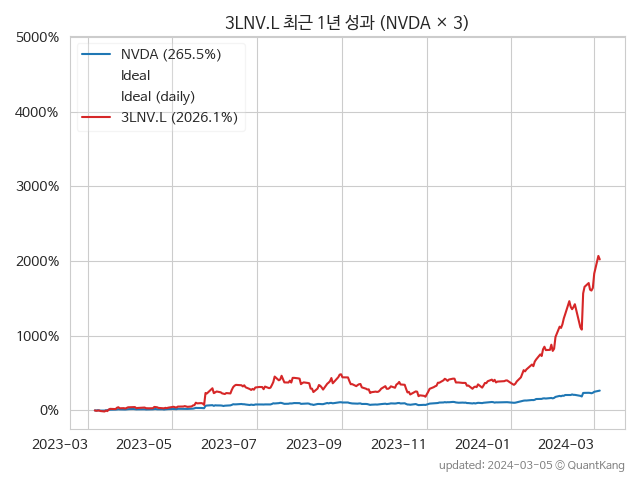 3LNV.L 최근 1년 성과 (NVDA × 3)
5000%
4000%
3000%
2000%
1000%
0%
NVDA (265.5%)
Ideal
Ideal (daily)
3LNV.L (2026.1%)
2023-03 2023-05 2023-07 2023-09 2023-11 2024-01 2024-03
updated: 2024-03-05 © QuantKang